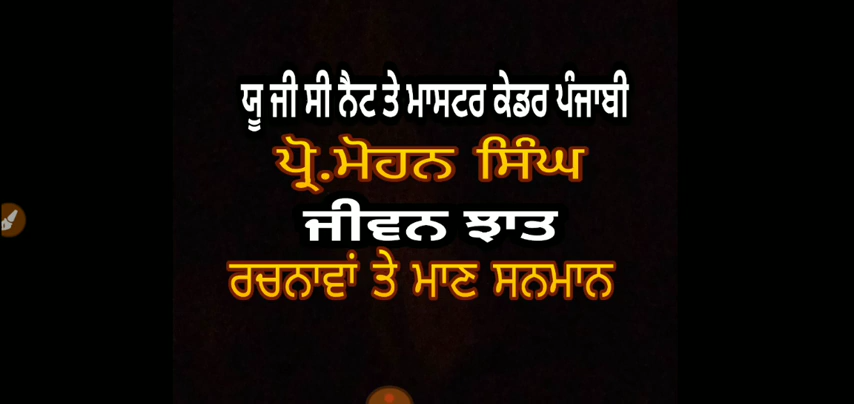 ਯੂ ਜੀ ਸੀ ਨੈਟ ਤੇ ਮਾਸਟਰ ਕੇਡਰ ਪੰਜਾਬੀ
ਪ੍ਰੋ.ਮੋਹਨ ਸਿੰਘ
ਜੀਵਨ ਝਾਤ
ਰਚਨਾਵਾਂ ਤੇ ਮਾਣ ਸਨਮਾਨ